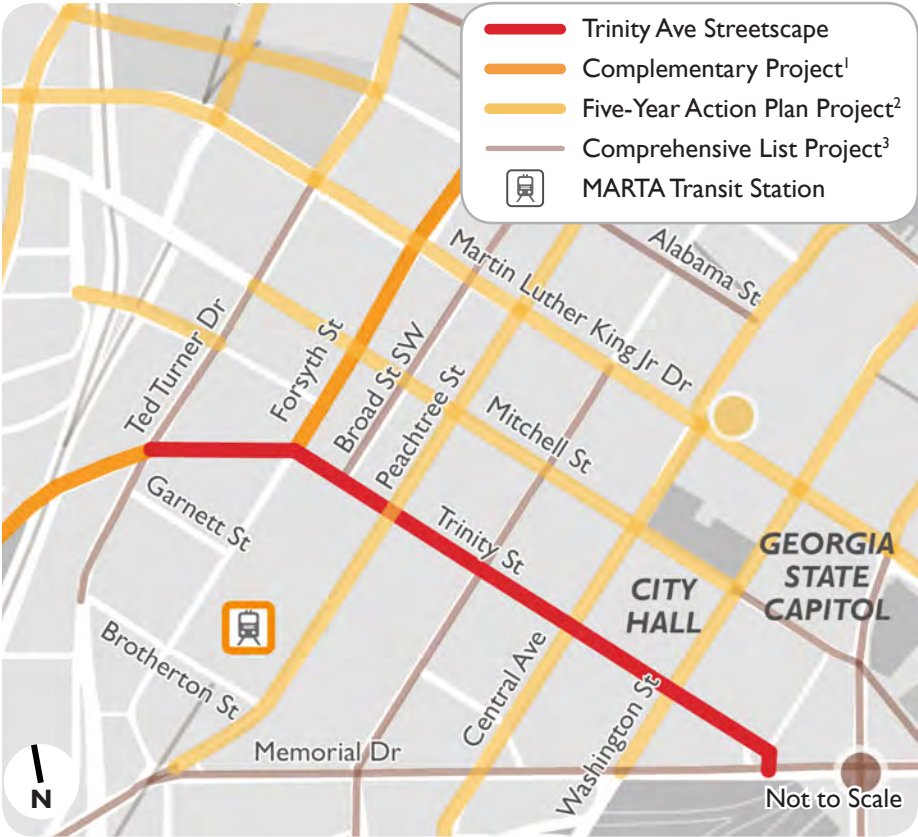 Trinity Ave Streetscape
Complementary Project¹
Five-Year Action Plan Project²
Comprehensive List Project³
MARTA Transit Station
Alabama St
Martin Luther King Jr Dr
Ted Turner Dr
Forsyth St
Broad St SW
Peachtree St
Mitchell St
Garnett St
Trinity St
GEORGIA
STATE
CAPITOL
CITY
HALL
Brotherton St
Central Ave
Washington St
Memorial Dr
N
Not to Scale